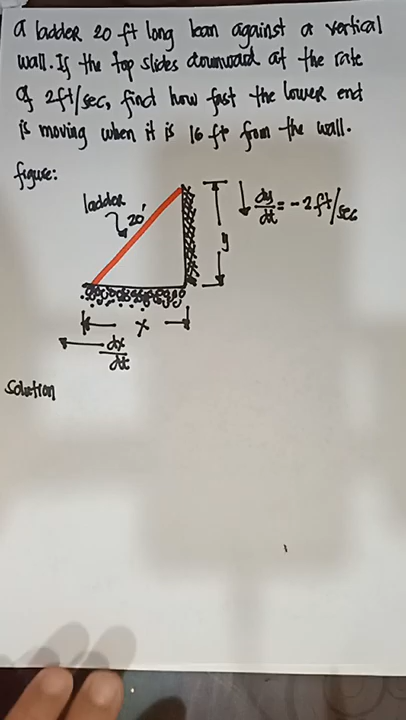 A ladder 20 ft long lean against a vertical
wall. If the top slides downward at the rate
of 2ft/sec, find how fast the lower end
is moving when it is 16 ft from the wall.
figure:
ladder
20'
y
dy/dt = -2 ft/sec
x
dx/dt
Solution